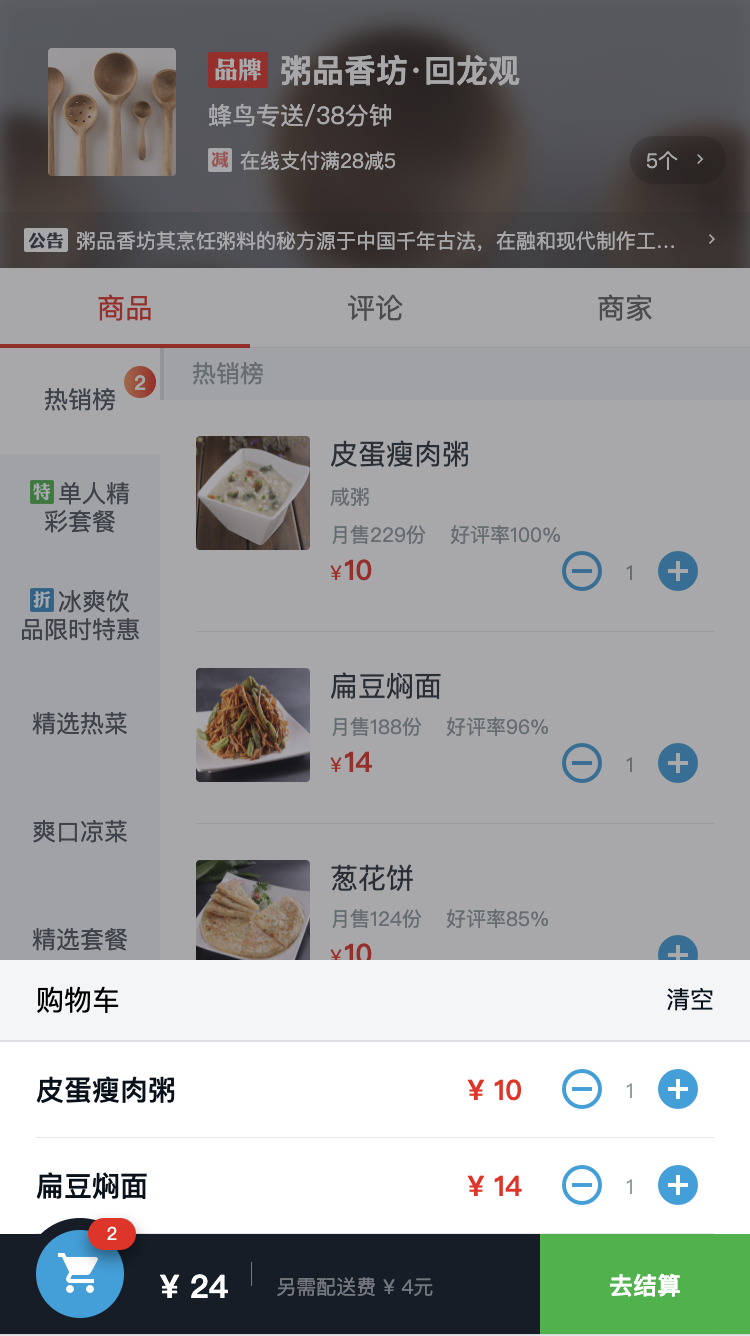 品牌 粥品香坊·回龙观
蜂鸟专送/38分钟
减 在线支付满28减5
5个
公告 粥品香坊其烹饪粥料的秘方源于中国千年古法，在融和现代制作工...
商品 评论 商家
热销榜 2
特 单人精
彩套餐
折 冰爽饮
品限时特惠
精选热菜
爽口凉菜
精选套餐
热销榜
皮蛋瘦肉粥
咸粥
月售229份 好评率100%
¥10 1
扁豆焖面
月售188份 好评率96%
¥14 1
葱花饼
月售124份 好评率85%
¥10
购物车 清空
皮蛋瘦肉粥 ¥ 10 1
扁豆焖面 ¥ 14 1
2
¥ 24 另需配送费 ¥ 4元 去结算